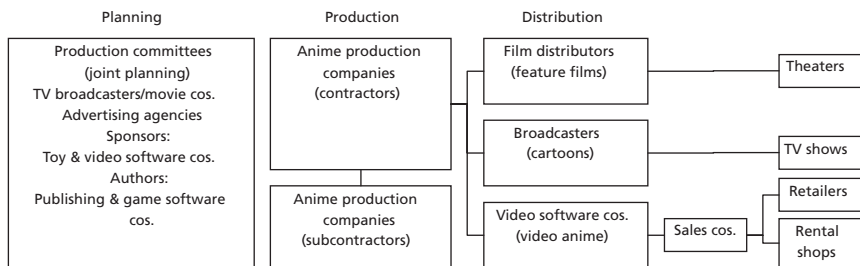 Planning
Production
Distribution
Production committees
(joint planning)
TV broadcasters/movie cos.
Advertising agencies
Sponsors:
Toy & video software cos.
Authors:
Publishing & game software
cos.
Anime production
companies
(contractors)
Anime production
companies
(subcontractors)
Film distributors
(feature films)
Broadcasters
(cartoons)
Video software cos.
(video anime)
Sales cos.
Theaters
TV shows
Retailers
Rental
shops